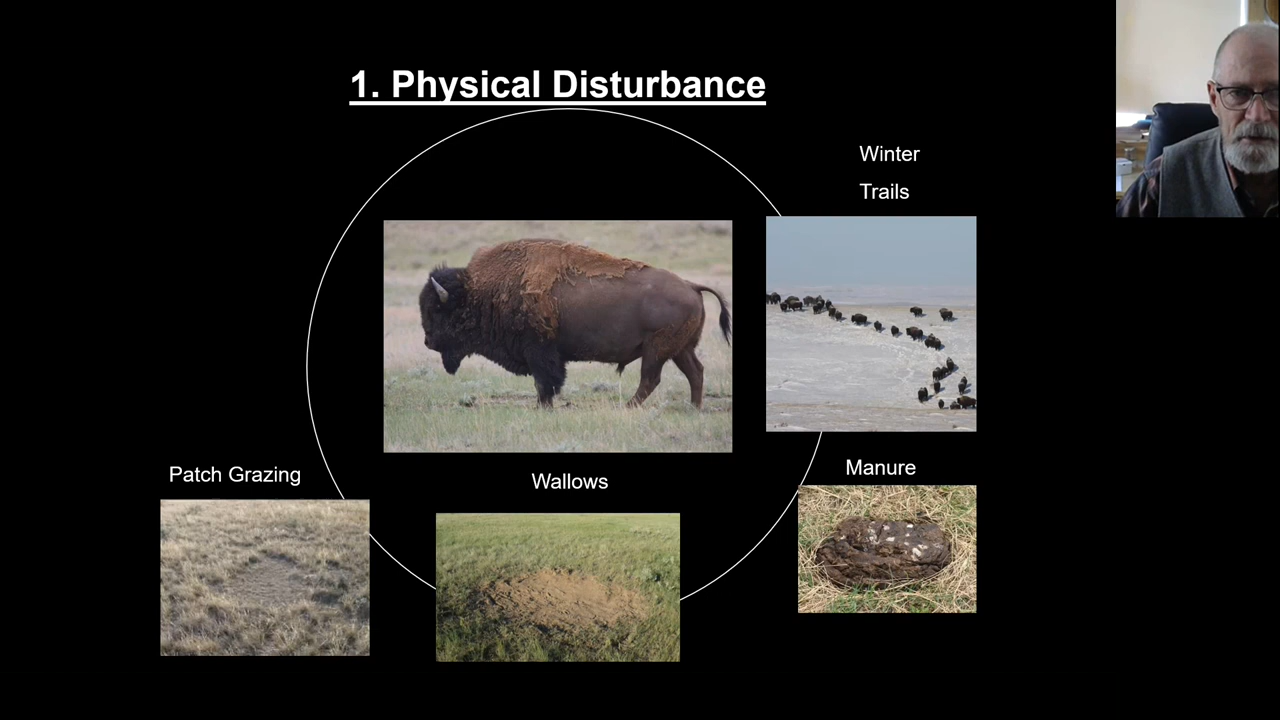 1. Physical Disturbance
Winter
Trails
Patch Grazing
Wallows
Manure